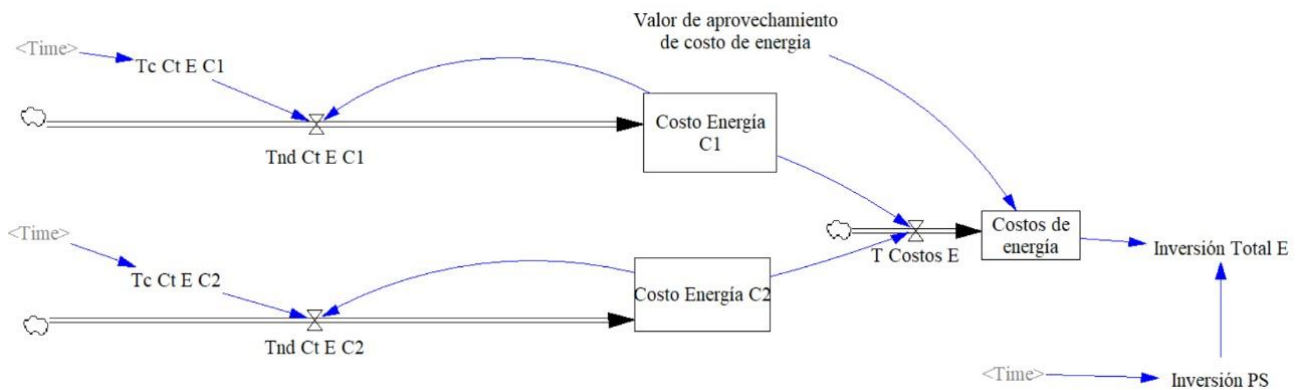 Valor de aprovechamiento
de costo de energía
<Time>
Tc Ct E C1
Costo Energía
C1
Tnd Ct E C1
<Time>
Tc Ct E C2
Costo Energía C2
Tnd Ct E C2
T Costos E
Costos de
energía
Inversión Total E
<Time>
Inversión PS